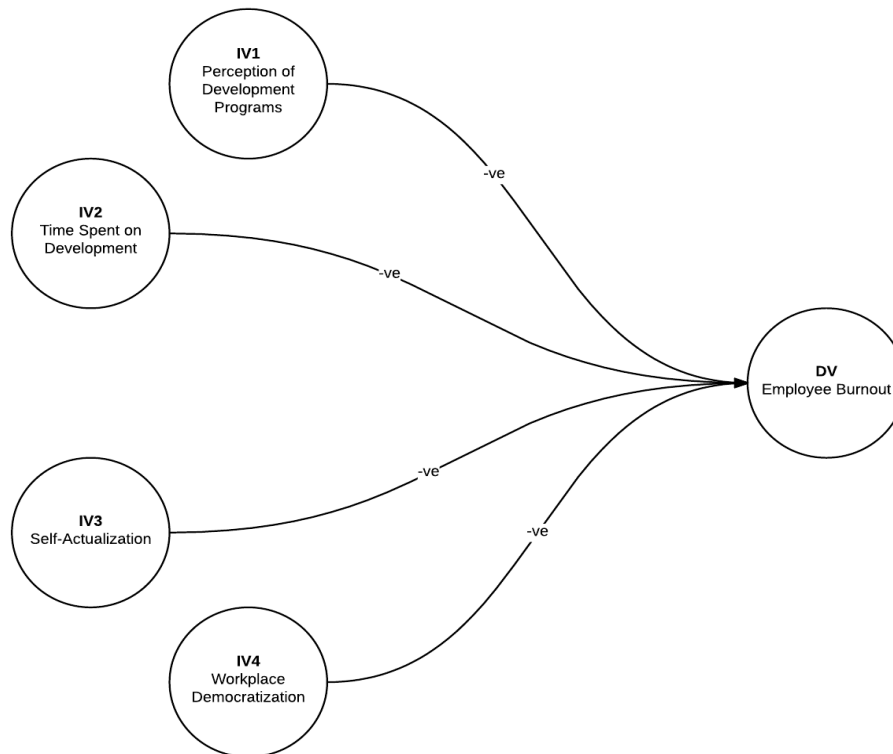 IV1
Perception of
Development
Programs
-ve
IV2
Time Spent on
Development
-ve
DV
Employee Burnout
-ve
IV3
Self-Actualization
-ve
IV4
Workplace
Democratization